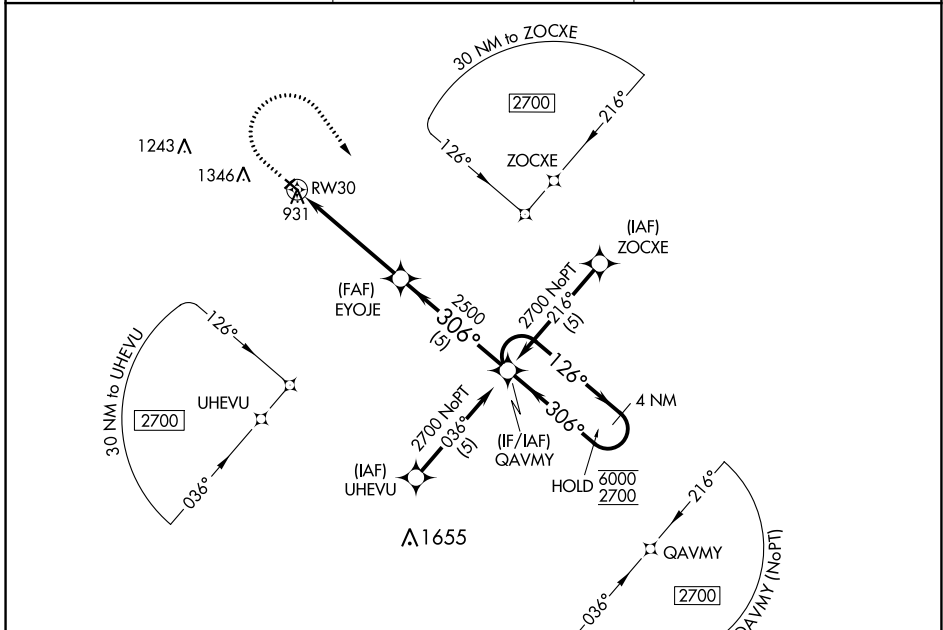 30 NM to ZOCXE
2700
216°
126°
ZOCXE
1243
1346
RW30
931
(IAF)
ZOCXE
(FAF)
EYOJE
2500
306°
(5)
2700 NoPT
216°
(5)
126°
306°
4 NM
30 NM to UHEVU
126°
UHEVU
2700
036°
2700 NoPT
036°
(5)
(IF/IAF)
QAVMY
(IAF)
UHEVU
HOLD 6000
2700
1655
216°
QAVMY
2700
036°
QAVMY (NoPT)